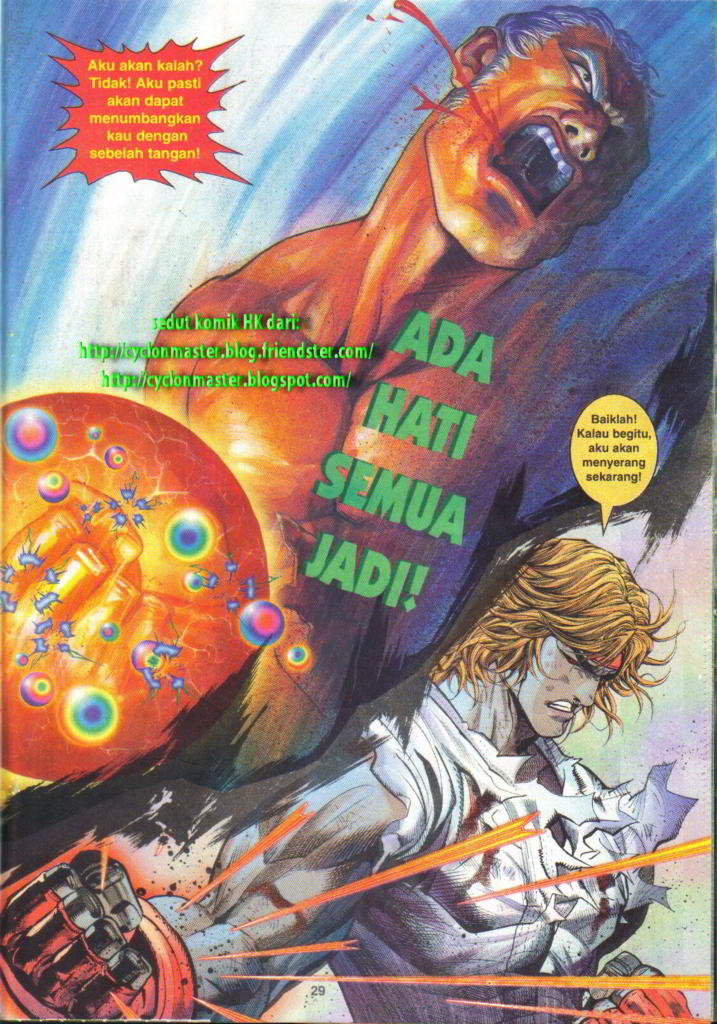 Aku akan kalah?
Tidak! Aku pasti
akan dapat
menumbangkan
kau dengan
sebelah tangan!
sedut komik HK dari:
http://cyclonmaster.blog.friendster.com/
http://cyclonmaster.blogspot.com/
ADA
HATI
SEMUA
JADI!
Baiklah!
Kalau begitu,
aku akan
menyerang
sekarang!
29